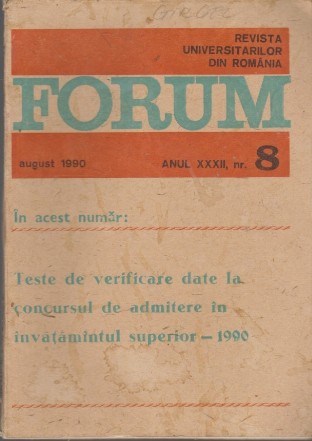 REVISTA
UNIVERSITARILOR
DIN ROMÂNIA
FORUM
august 1990 ANUL XXXII, nr. 8
În acest număr:
Teste de verificare date la
concursul de admitere în
învăţămîntul superior — 1990